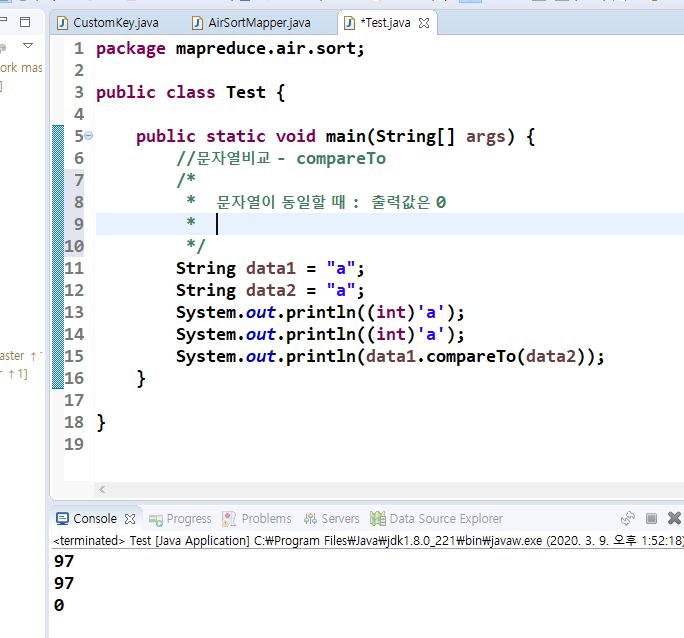 CustomKey.java AirSortMapper.java *Test.java
ork mas
]
1 package mapreduce.air.sort;
2
3 public class Test {
4
5 public static void main(String[] args) {
6 //문자열비교 - compareTo
7 /*
8 * 문자열이 동일할 때 : 출력값은 0
9 *
10 */
11 String data1 = "a";
12 String data2 = "a";
13 System.out.println((int)'a');
14 System.out.println((int)'a');
15 System.out.println(data1.compareTo(data2));
16 }
17
18 }
19
aster ↑1
r ↑1]
Console Progress Problems Servers Data Source Explorer
<terminated> Test [Java Application] C:₩Program Files₩Java₩jdk1.8.0_221₩bin₩javaw.exe (2020. 3. 9. 오후 1:52:18)
97
97
0